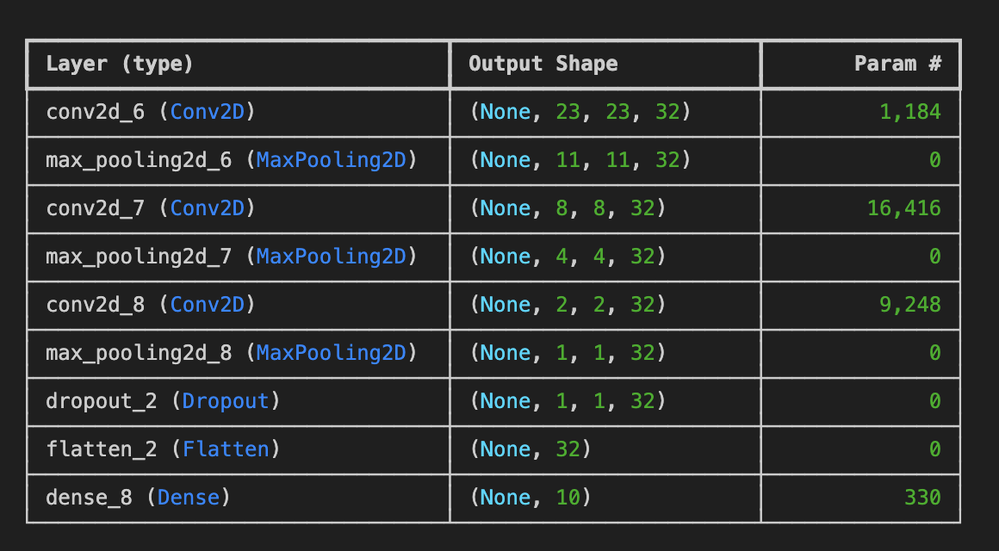 Layer (type) Output Shape Param #
conv2d_6 (Conv2D) (None, 23, 23, 32) 1,184
max_pooling2d_6 (MaxPooling2D) (None, 11, 11, 32) 0
conv2d_7 (Conv2D) (None, 8, 8, 32) 16,416
max_pooling2d_7 (MaxPooling2D) (None, 4, 4, 32) 0
conv2d_8 (Conv2D) (None, 2, 2, 32) 9,248
max_pooling2d_8 (MaxPooling2D) (None, 1, 1, 32) 0
dropout_2 (Dropout) (None, 1, 1, 32) 0
flatten_2 (Flatten) (None, 32) 0
dense_8 (Dense) (None, 10) 330